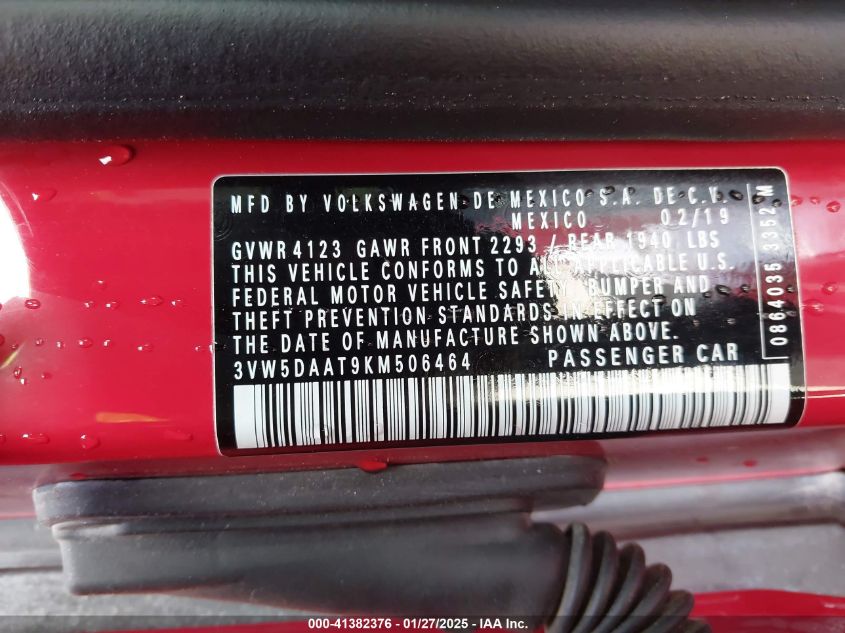 MFD BY VOLKSWAGEN DE MEXICO S.A. DE C.V.
MEXICO 02/19
GVWR 4123 GAWR FRONT 2293 / REAR 1940 LBS
THIS VEHICLE CONFORMS TO ALL APPLICABLE U.S.
FEDERAL MOTOR VEHICLE SAFETY, BUMPER AND
THEFT PREVENTION STANDARDS IN EFFECT ON
THE DATE OF MANUFACTURE SHOWN ABOVE.
3VW5DAAT9KM506464 PASSENGER CAR
0864035 3352 M
000-41382376 - 01/27/2025 - IAA Inc.